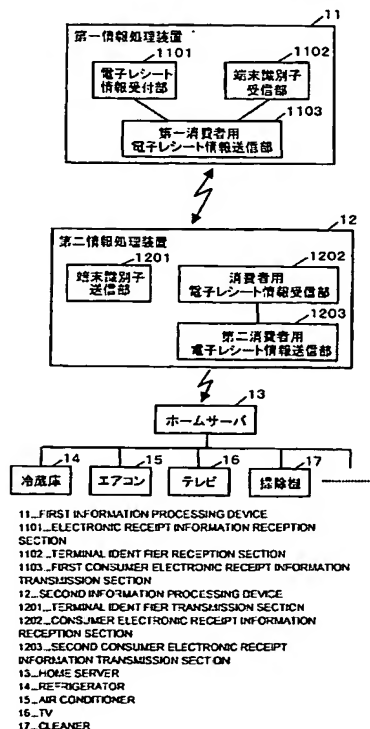 11
第一情報処理装置
1101
1102
電子レシート
情報受付部
端末識別子
受信部
1103
第一消費者用
電子レシート情報送信部
12
第二情報処理装置
1201
1202
端末識別子
送信部
消費者用
電子レシート情報受信部
1203
第二消費者用
電子レシート情報送信部
13
ホームサーバ
14
15
16
17
冷蔵庫
エアコン
テレビ
掃除機
11...FIRST INFORMATION PROCESSING DEVICE
1101...ELECTRONIC RECEIPT INFORMATION RECEPTION
SECTION
1102...TERMINAL IDENT FIER RECEPTION SECTION
1103...FIRST CONSUMER ELECTRONIC RECEIPT INFORMATION
TRANSMISSION SECTION
12...SECOND INFORMATION PROCESSING DEVICE
1201...TERMINAL IDENT FIER TRANSMISSION SECTION
1202...CONSUMER ELECTRONIC RECEIPT INFORMATION
RECEPTION SECTION
1203...SECOND CONSUMER ELECTRONIC RECEIPT
INFORMATION TRANSMISSION SECT ON
13...HOME SERVER
14...REFRIGERATOR
15...AIR CONDITIONER
16...TV
17...CLEANER